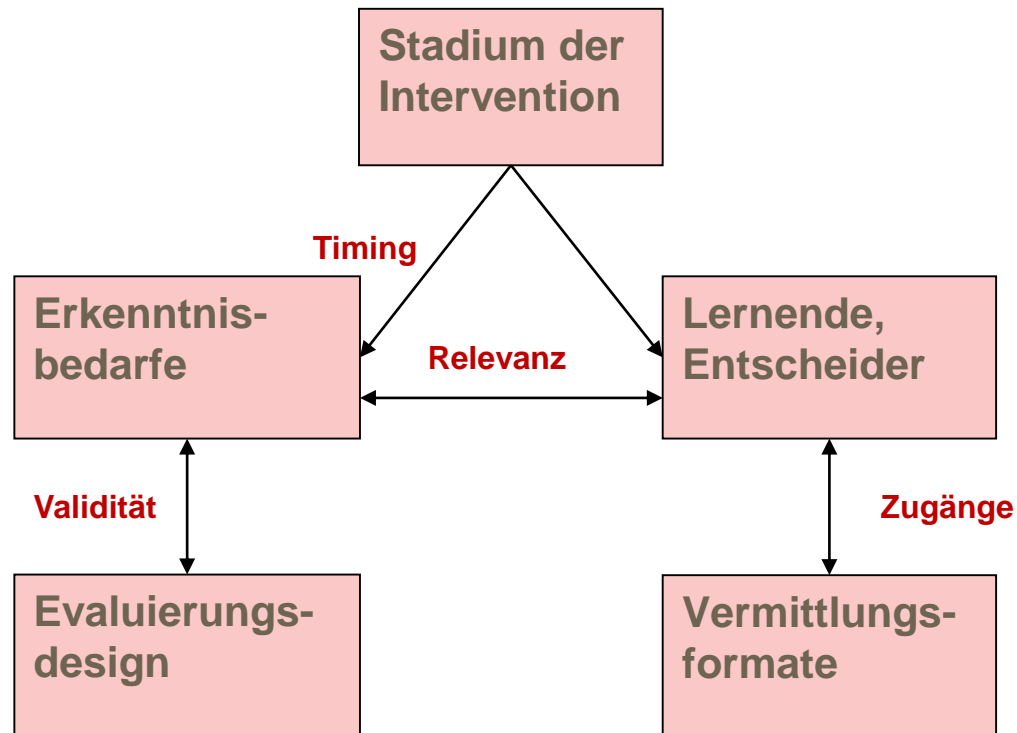 Stadium der
Intervention
Timing
Erkenntnis-
bedarfe
Relevanz
Lernende,
Entscheider
Validität
Zugänge
Evaluierungs-
design
Vermittlungs-
formate